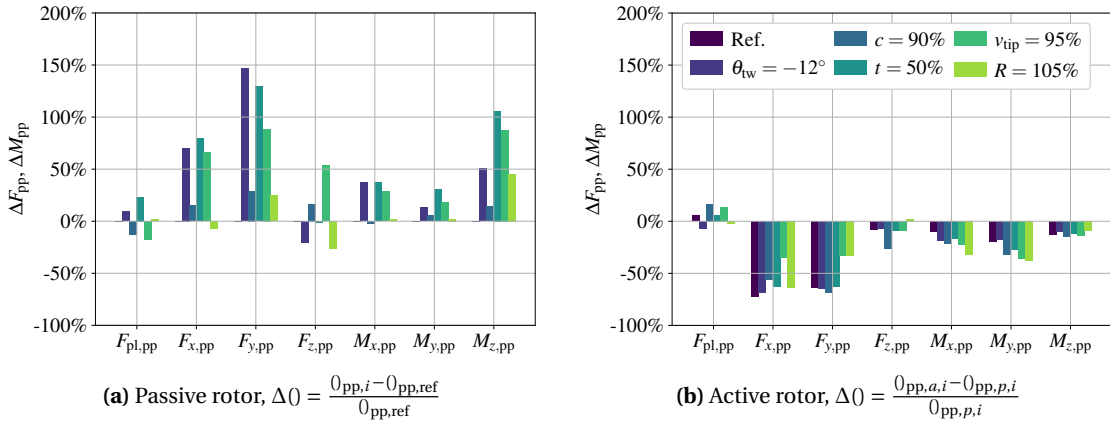 200%
150%
100%
50%
0%
-50%
-100%
ΔF_pp, ΔM_pp
F_pl,pp F_x,pp F_y,pp F_z,pp M_x,pp M_y,pp M_z,pp
(a) Passive rotor, Δ() = (()_pp,i − ()_pp,ref) / ()_pp,ref
200%
150%
100%
50%
0%
-50%
-100%
ΔF_pp, ΔM_pp
Ref. c = 90% v_tip = 95%
θ_tw = −12° t = 50% R = 105%
F_pl,pp F_x,pp F_y,pp F_z,pp M_x,pp M_y,pp M_z,pp
(b) Active rotor, Δ() = (()_pp,a,i − ()_pp,p,i) / ()_pp,p,i